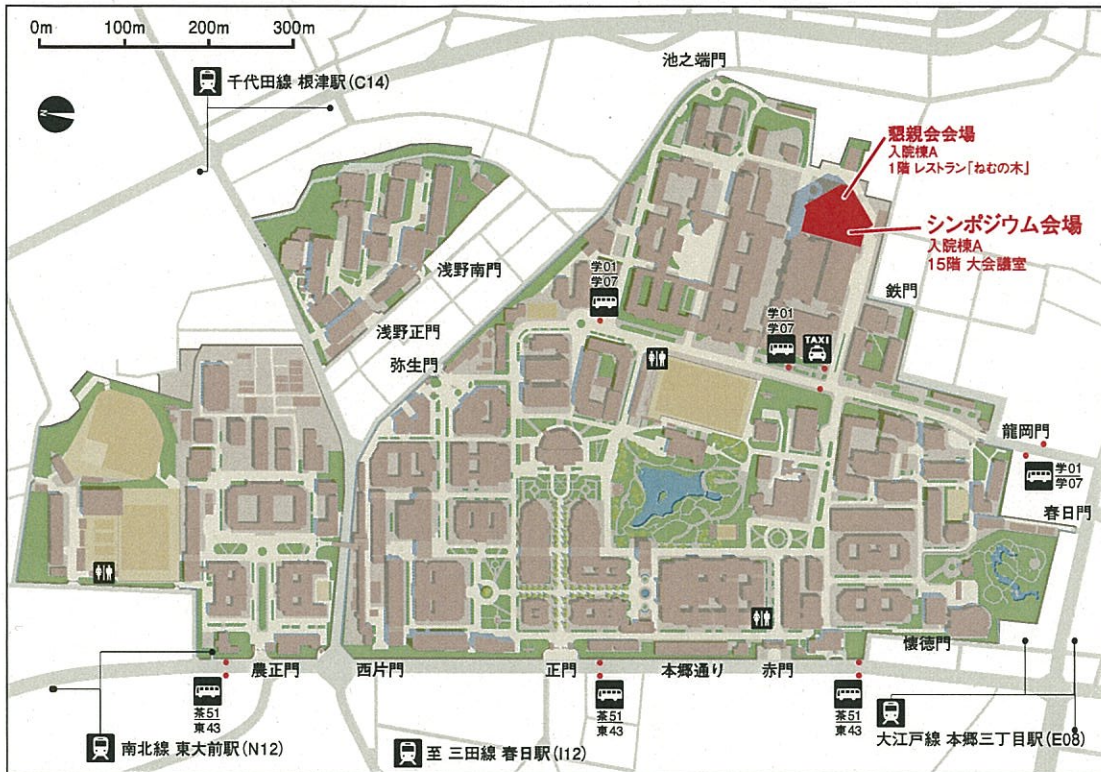 0m 100m 200m 300m
千代田線 根津駅(C14)
N
池之端門
懇親会会場
入院棟A
1階 レストラン「ねむの木」
シンポジウム会場
入院棟A
15階 大会議室
浅野南門
学01
学07
鉄門
浅野正門
学01
学07
TAXI
弥生門
龍岡門
学01
学07
春日門
懐徳門
農正門
西片門
正門
本郷通り
赤門
茶51
東43
茶51
東43
茶51
東43
南北線 東大前駅(N12)
至 三田線 春日駅(I12)
大江戸線 本郷三丁目駅(E08)